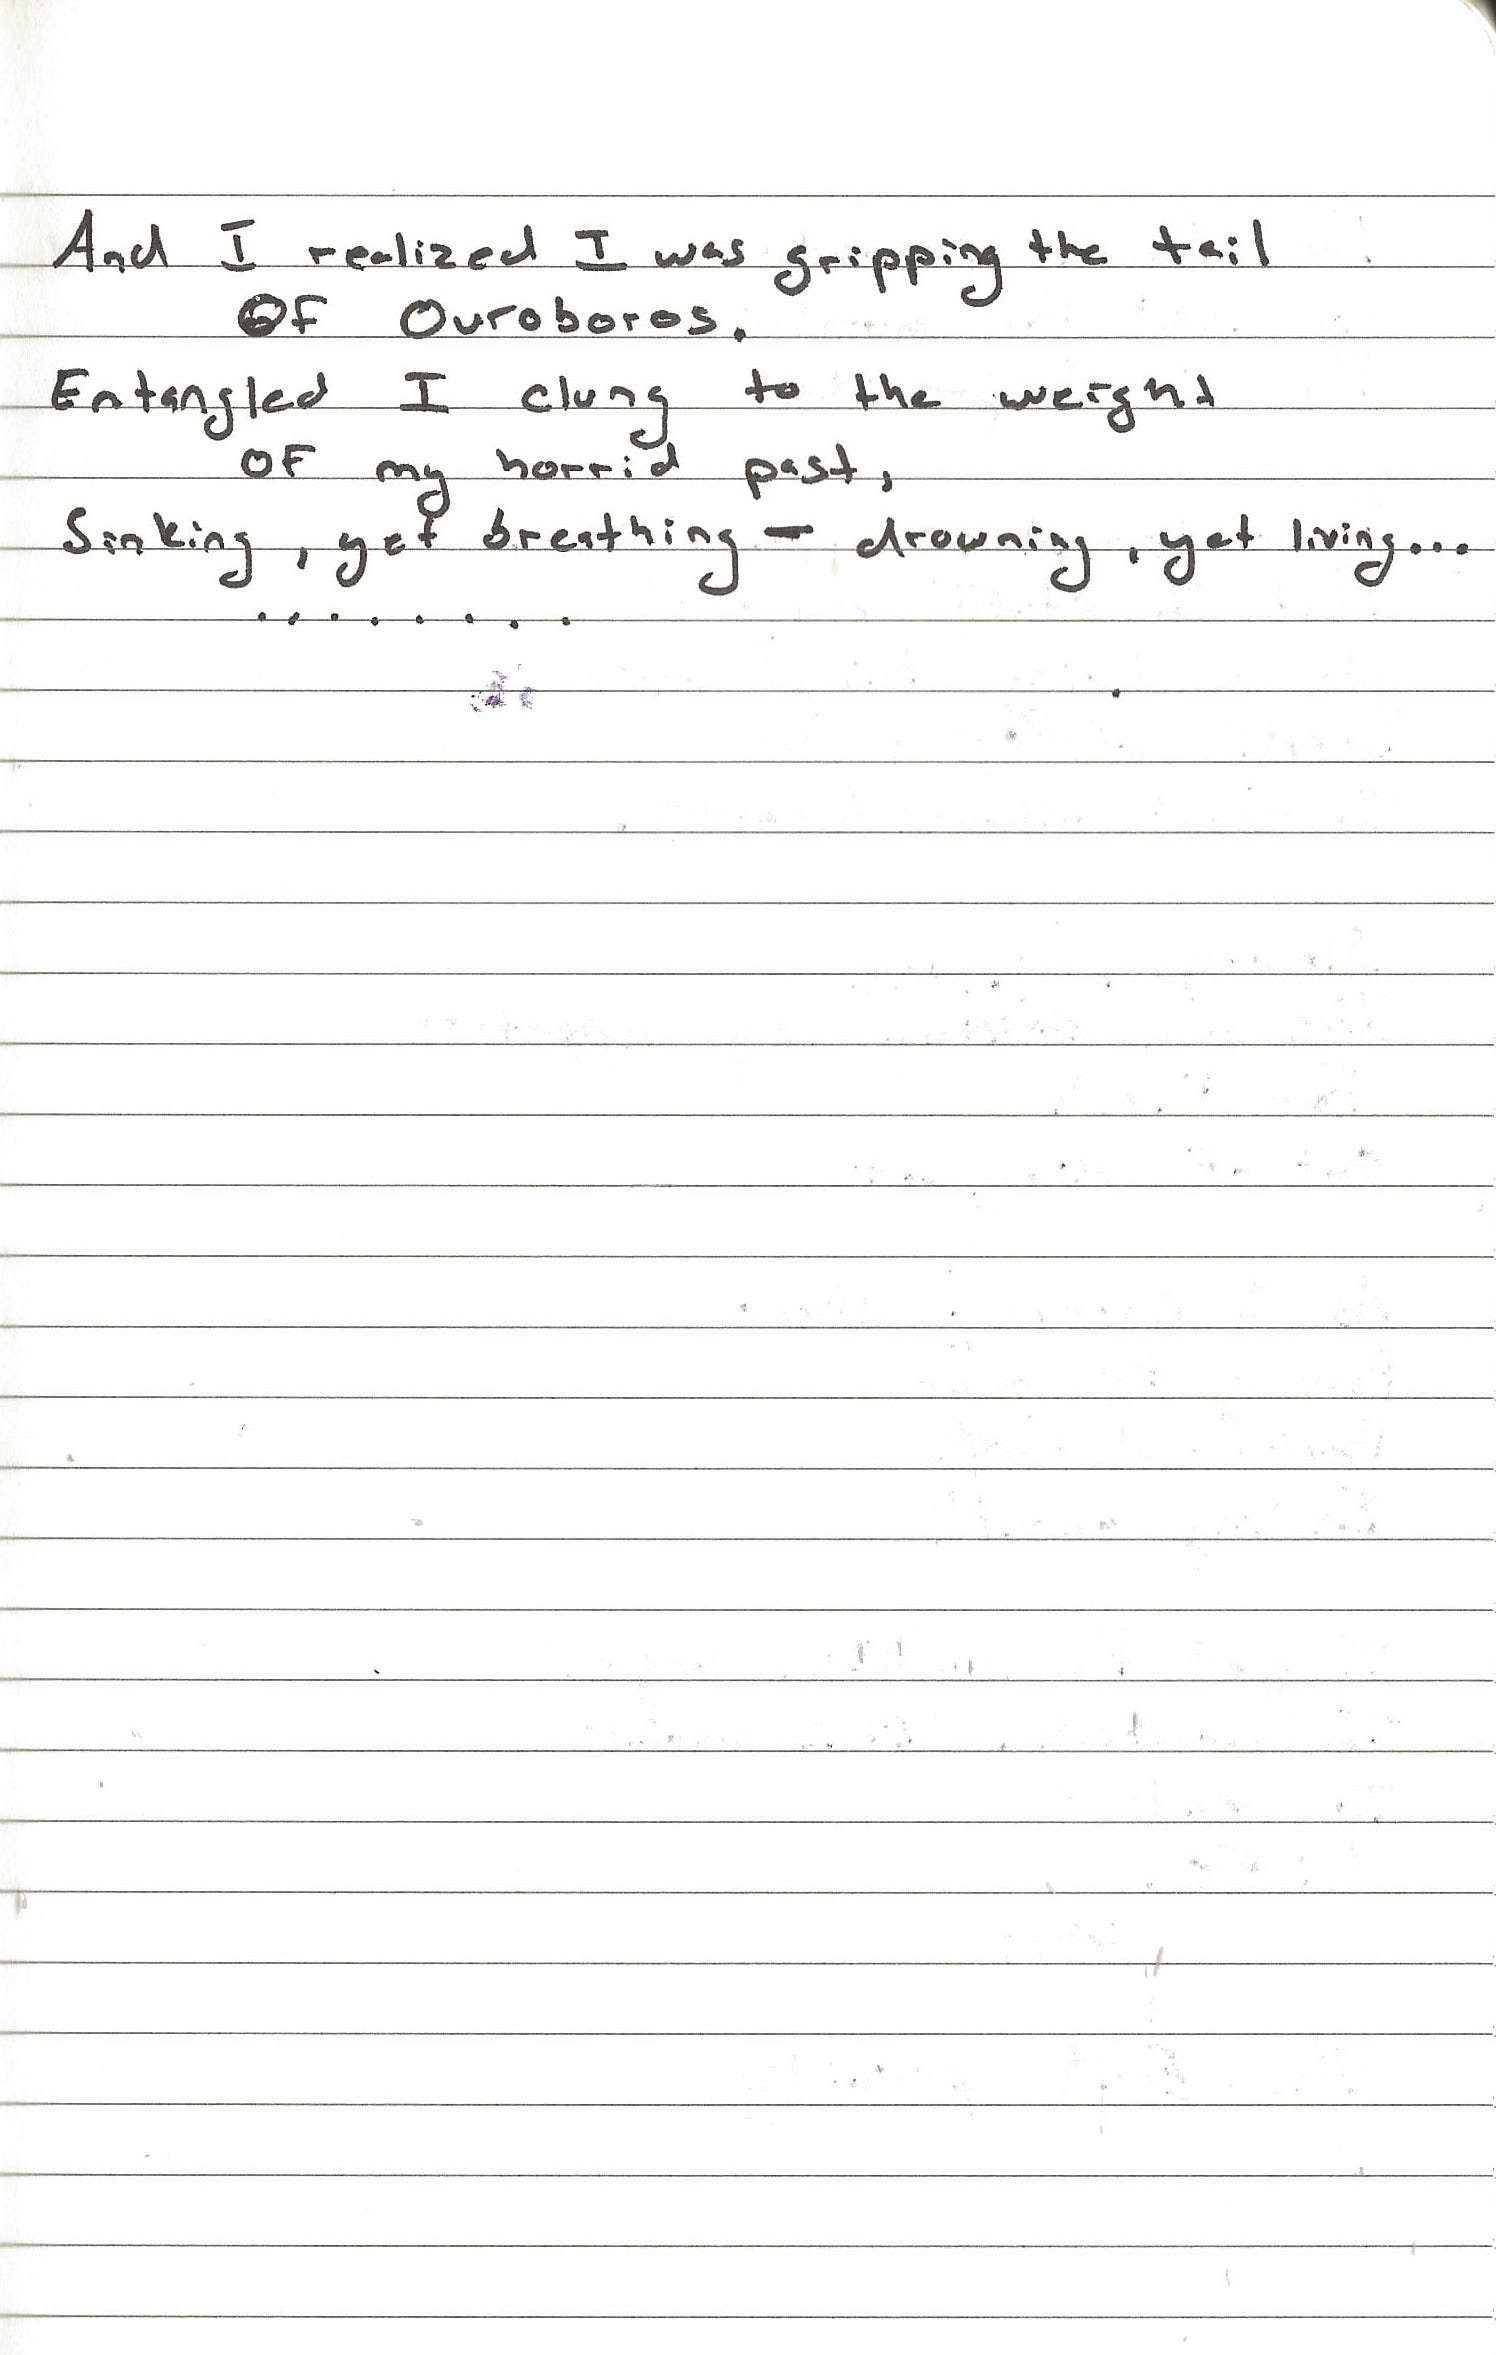 And I realized I was gripping the tail
OF Ouroboros.
Entangled I clung to the weight
OF my horrid past,
Sinking, yet breathing - drowning, yet living...
........